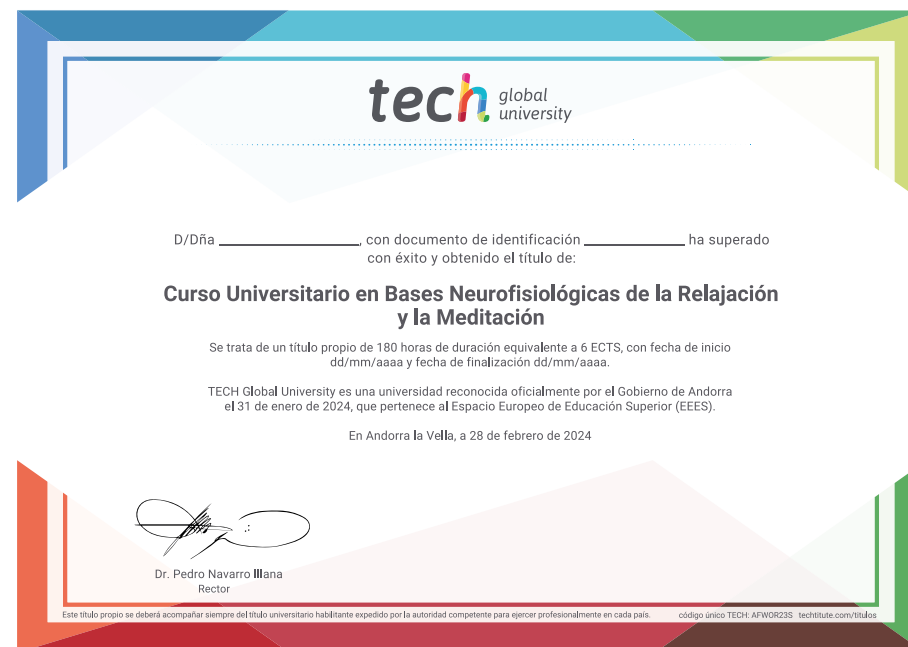 tech global university
D/Dña ____________________, con documento de identificación ______________ ha superado
con éxito y obtenido el título de:
Curso Universitario en Bases Neurofisiológicas de la Relajación
y la Meditación
Se trata de un título propio de 180 horas de duración equivalente a 6 ECTS, con fecha de inicio
dd/mm/aaaa y fecha de finalización dd/mm/aaaa.
TECH Global University es una universidad reconocida oficialmente por el Gobierno de Andorra
el 31 de enero de 2024, que pertenece al Espacio Europeo de Educación Superior (EEES).
En Andorra la Vella, a 28 de febrero de 2024
Dr. Pedro Navarro Illana
Rector
Este título propio se deberá acompañar siempre del título universitario habilitante expedido por la autoridad competente para ejercer profesionalmente en cada país. código único TECH: AFWOR23S techtitute.com/titulos